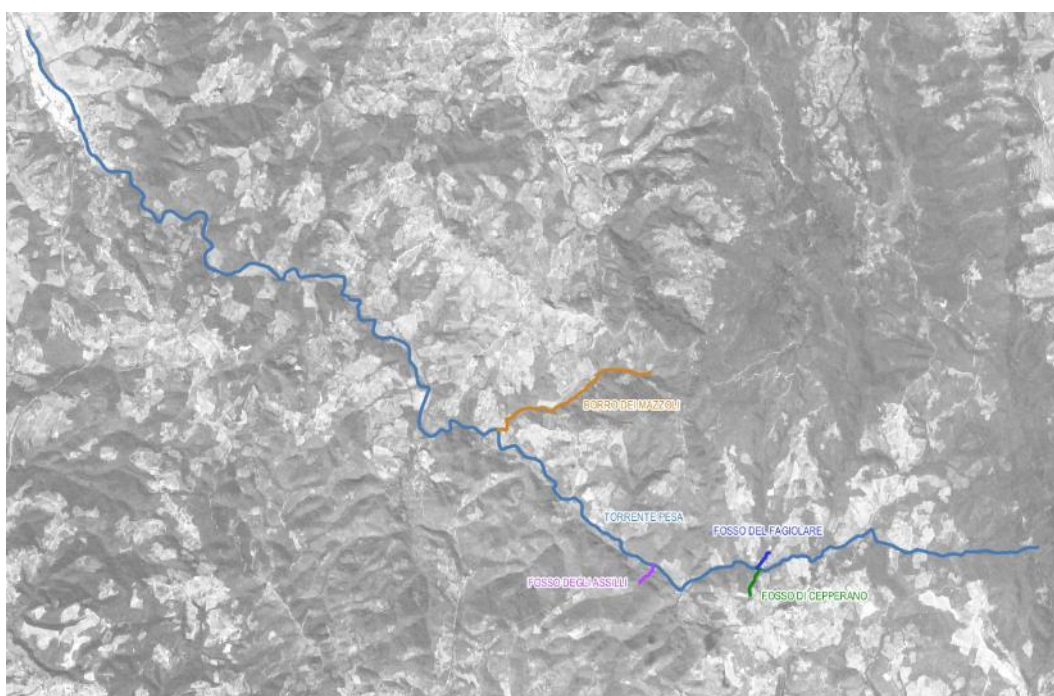 BORRO DEI MAZZOLI
TORRENTE PESA
FOSSO DEL FAGIOLARE
FOSSO DEGLI ASSILLI
FOSSO DI CEPPERANO